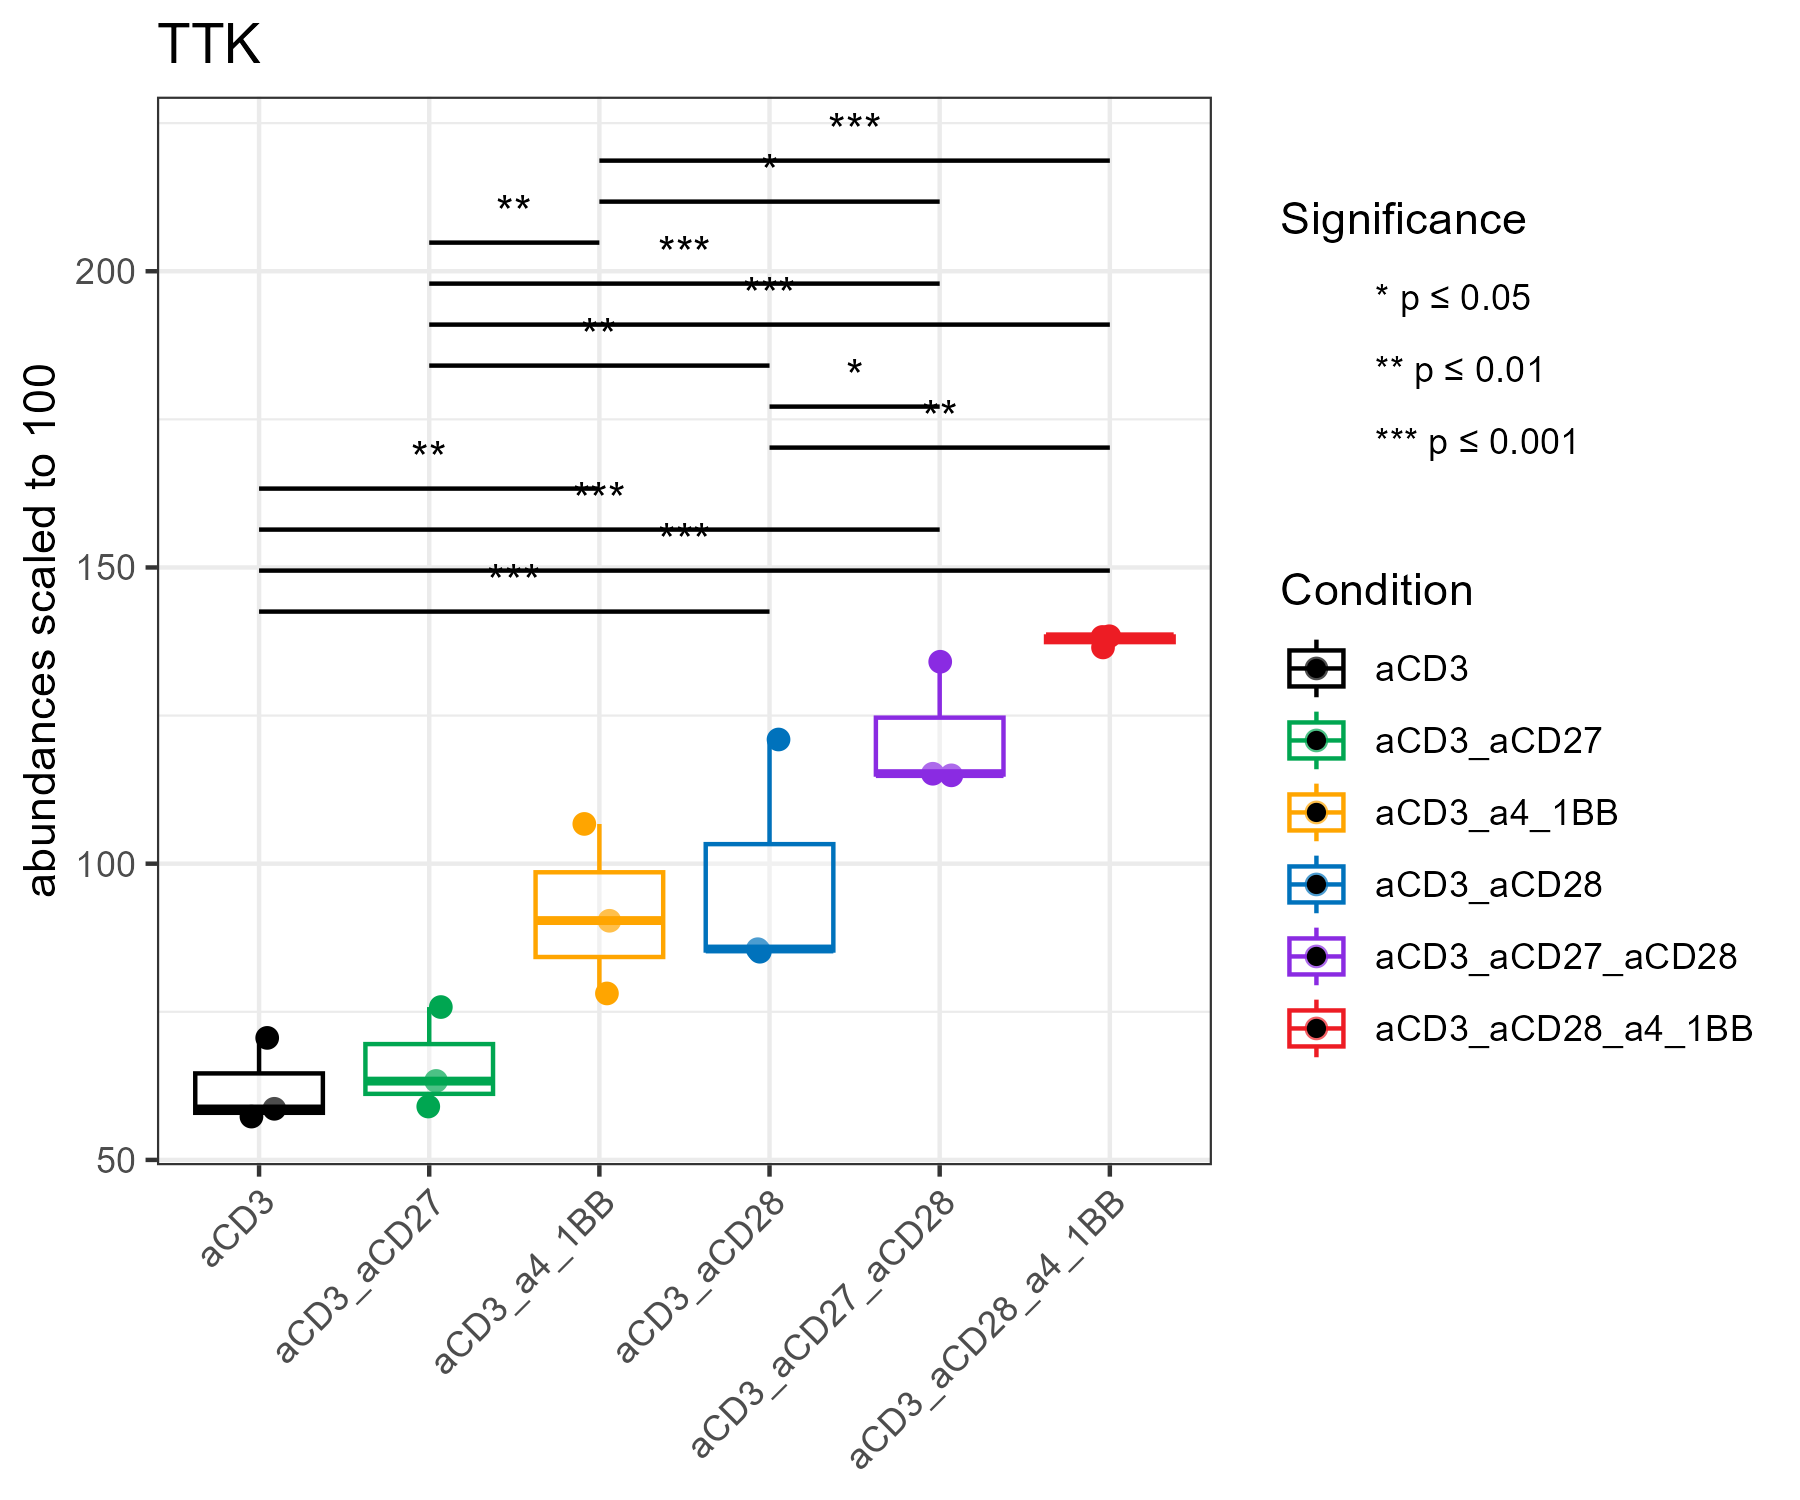 TTK
***
*
**
***
***
**
*
**
**
***
***
***
200
150
100
50
abundances scaled to 100
aCD3
aCD3_aCD27
aCD3_a4_1BB
aCD3_aCD28
aCD3_aCD27_aCD28
aCD3_aCD28_a4_1BB
Significance
* p ≤ 0.05
** p ≤ 0.01
*** p ≤ 0.001
Condition
aCD3
aCD3_aCD27
aCD3_a4_1BB
aCD3_aCD28
aCD3_aCD27_aCD28
aCD3_aCD28_a4_1BB